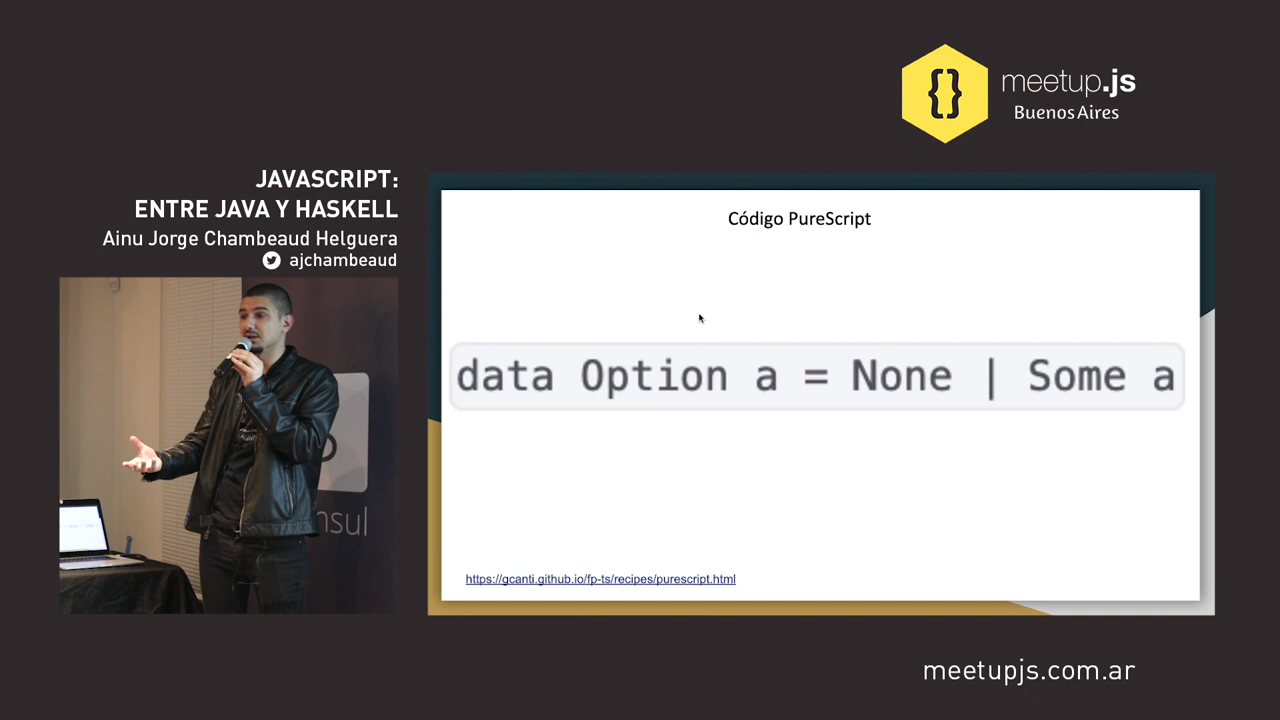 meetup.js
Buenos Aires
JAVASCRIPT:
ENTRE JAVA Y HASKELL
Ainu Jorge Chambeaud Helguera
ajchambeaud
Código PureScript
data Option a = None | Some a
https://gcanti.github.io/fp-ts/recipes/purescript.html
meetupjs.com.ar